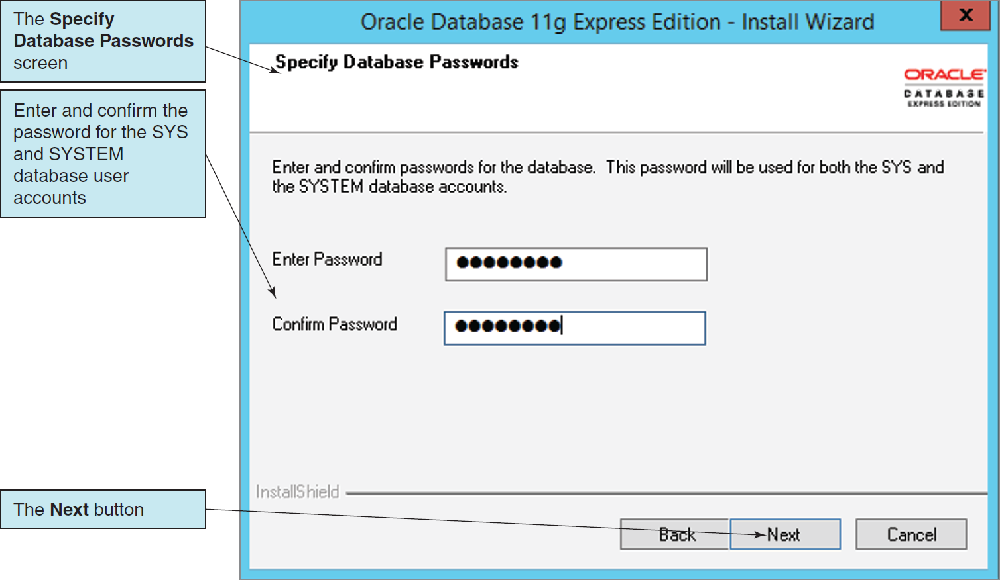 The Specify
Database Passwords
screen
Enter and confirm the
password for the SYS
and SYSTEM
database user
accounts
The Next button
Oracle Database 11g Express Edition - Install Wizard
X
Specify Database Passwords
ORACLE
DATABASE
EXPRESS EDITION
Enter and confirm passwords for the database. This password will be used for both the SYS and
the SYSTEM database accounts.
Enter Password
Confirm Password
InstallShield
Back
Next
Cancel